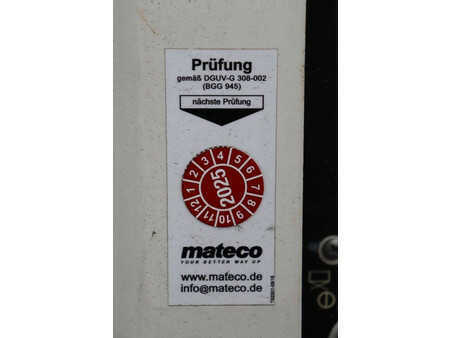 Prüfung
gemäß DGUV-G 308-002
(BGG 945)
nächste Prüfung
1 2 3 4 5 6 7 8 9 10 11 12
2025
mateco
YOUR BETTER WAY UP
www.mateco.de
info@mateco.de